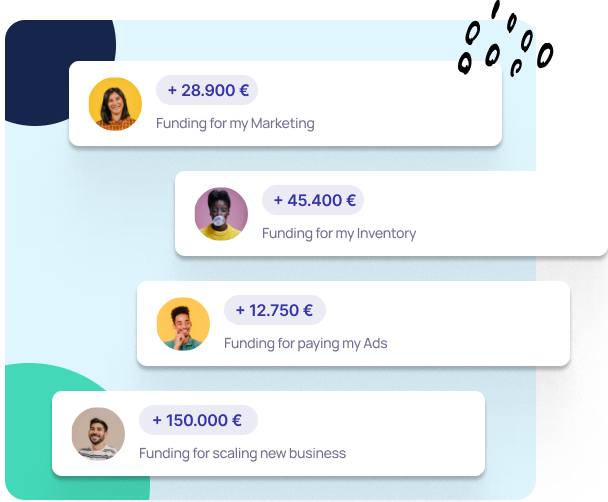 + 28.900 €
Funding for my Marketing
+ 45.400 €
Funding for my Inventory
+ 12.750 €
Funding for paying my Ads
+ 150.000 €
Funding for scaling new business